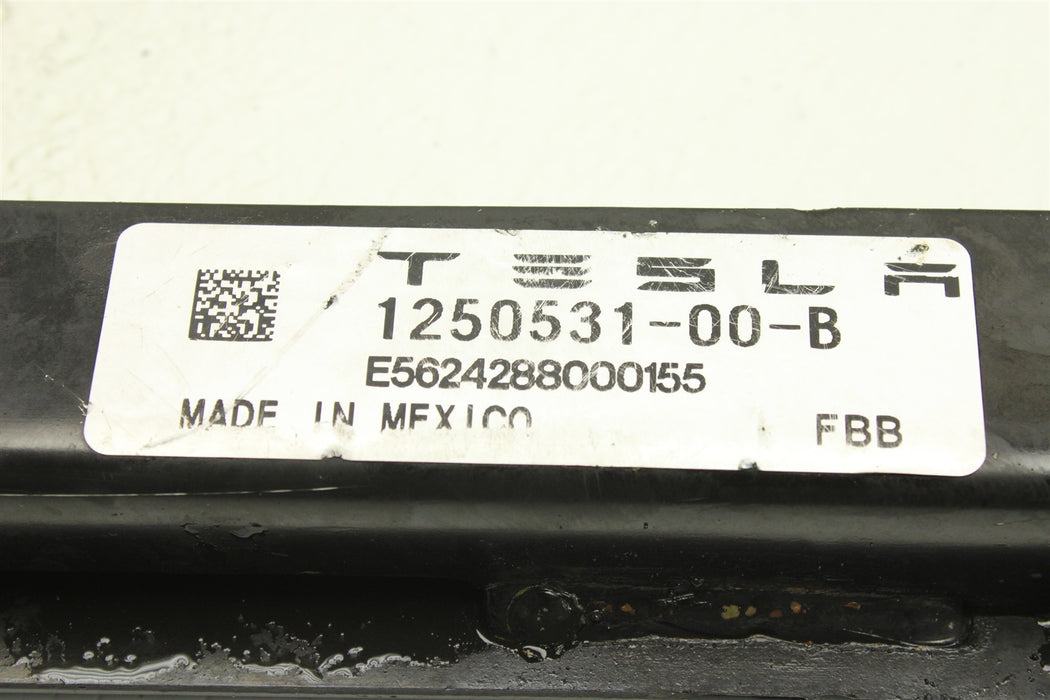 TESLA
1250531-00-B
E5624288000155
MADE IN MEXICO
FBB